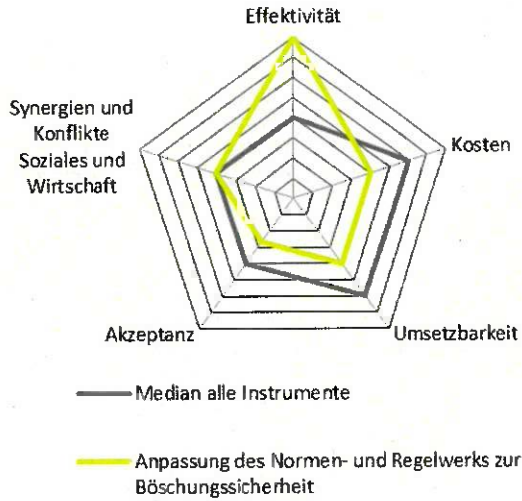 Effektivität
Synergien und
Konflikte
Soziales und
Wirtschaft
Kosten
Akzeptanz
Umsetzbarkeit
Median alle Instrumente
Anpassung des Normen- und Regelwerks zur
Böschungssicherheit